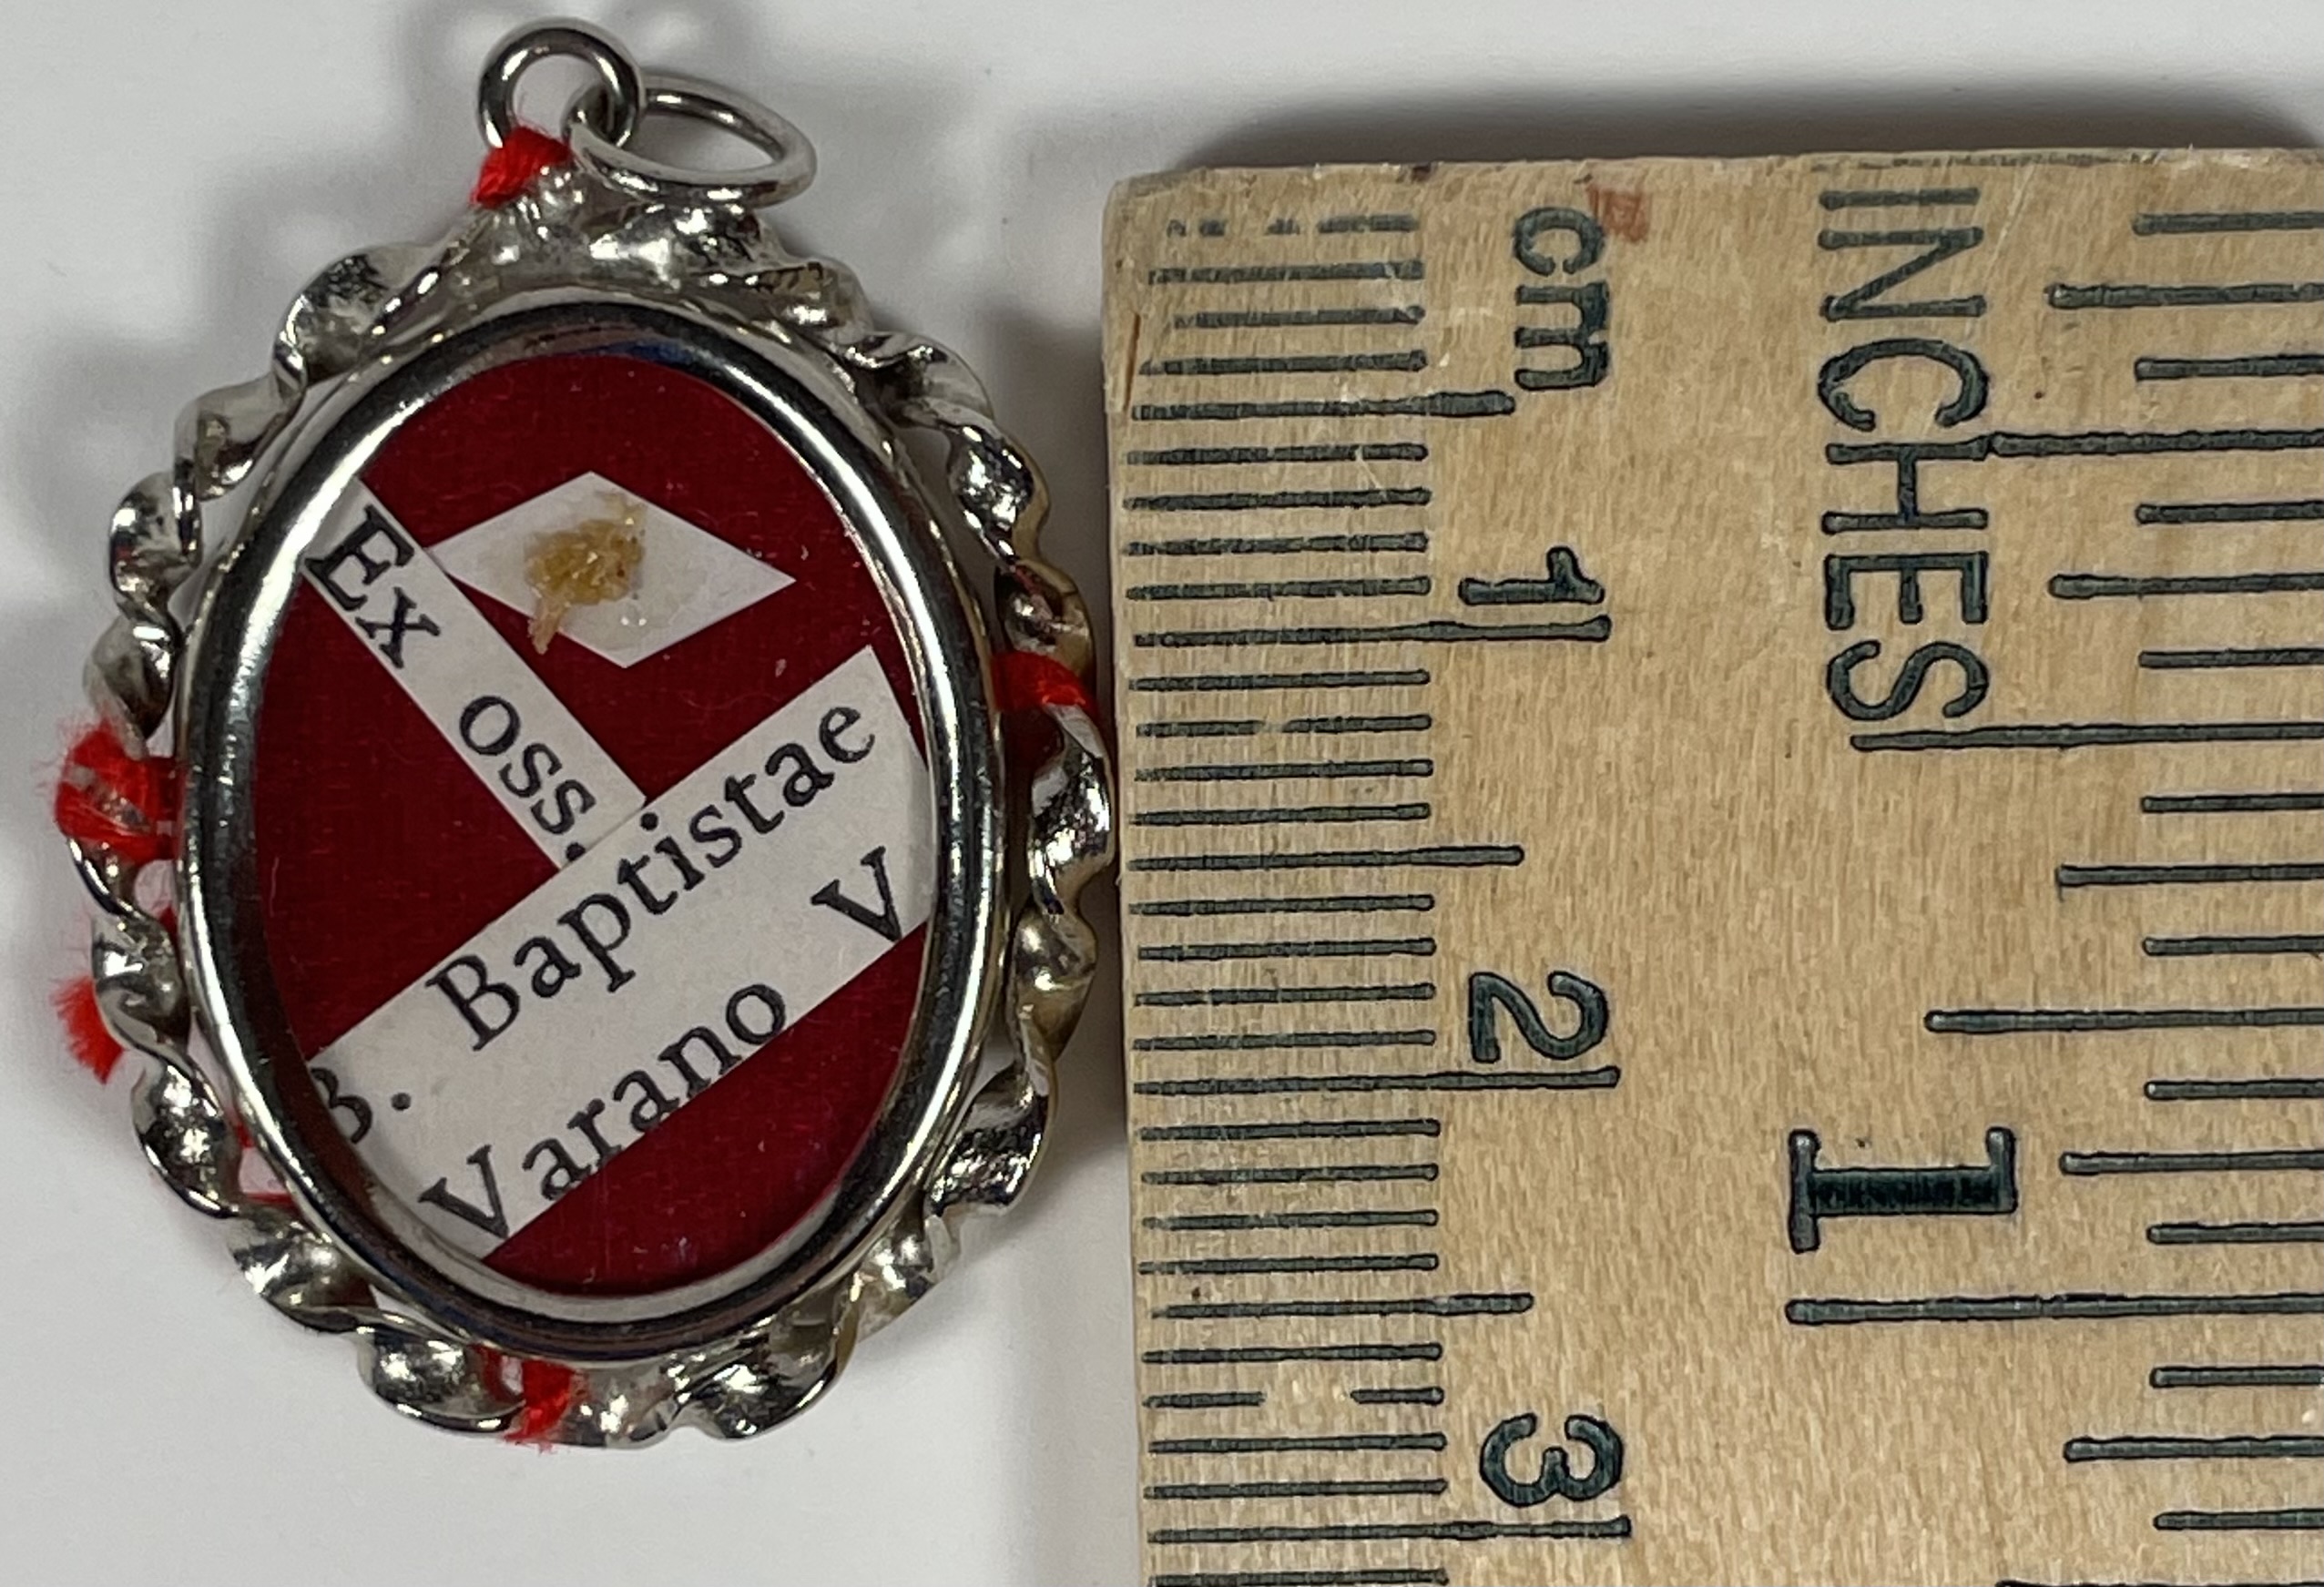 Ex oss.
B. Baptistae
Varano V
cm
1
2
3
INCHES
1